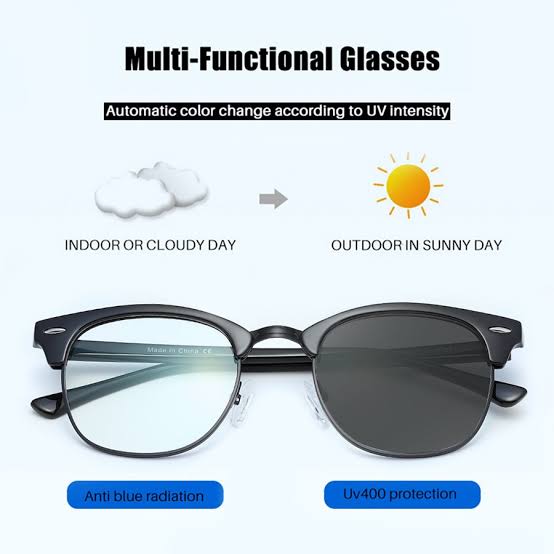 Multi-Functional Glasses
Automatic color change according to UV intensity
INDOOR OR CLOUDY DAY
OUTDOOR IN SUNNY DAY
Made in China CE
Anti blue radiation
Uv400 protection